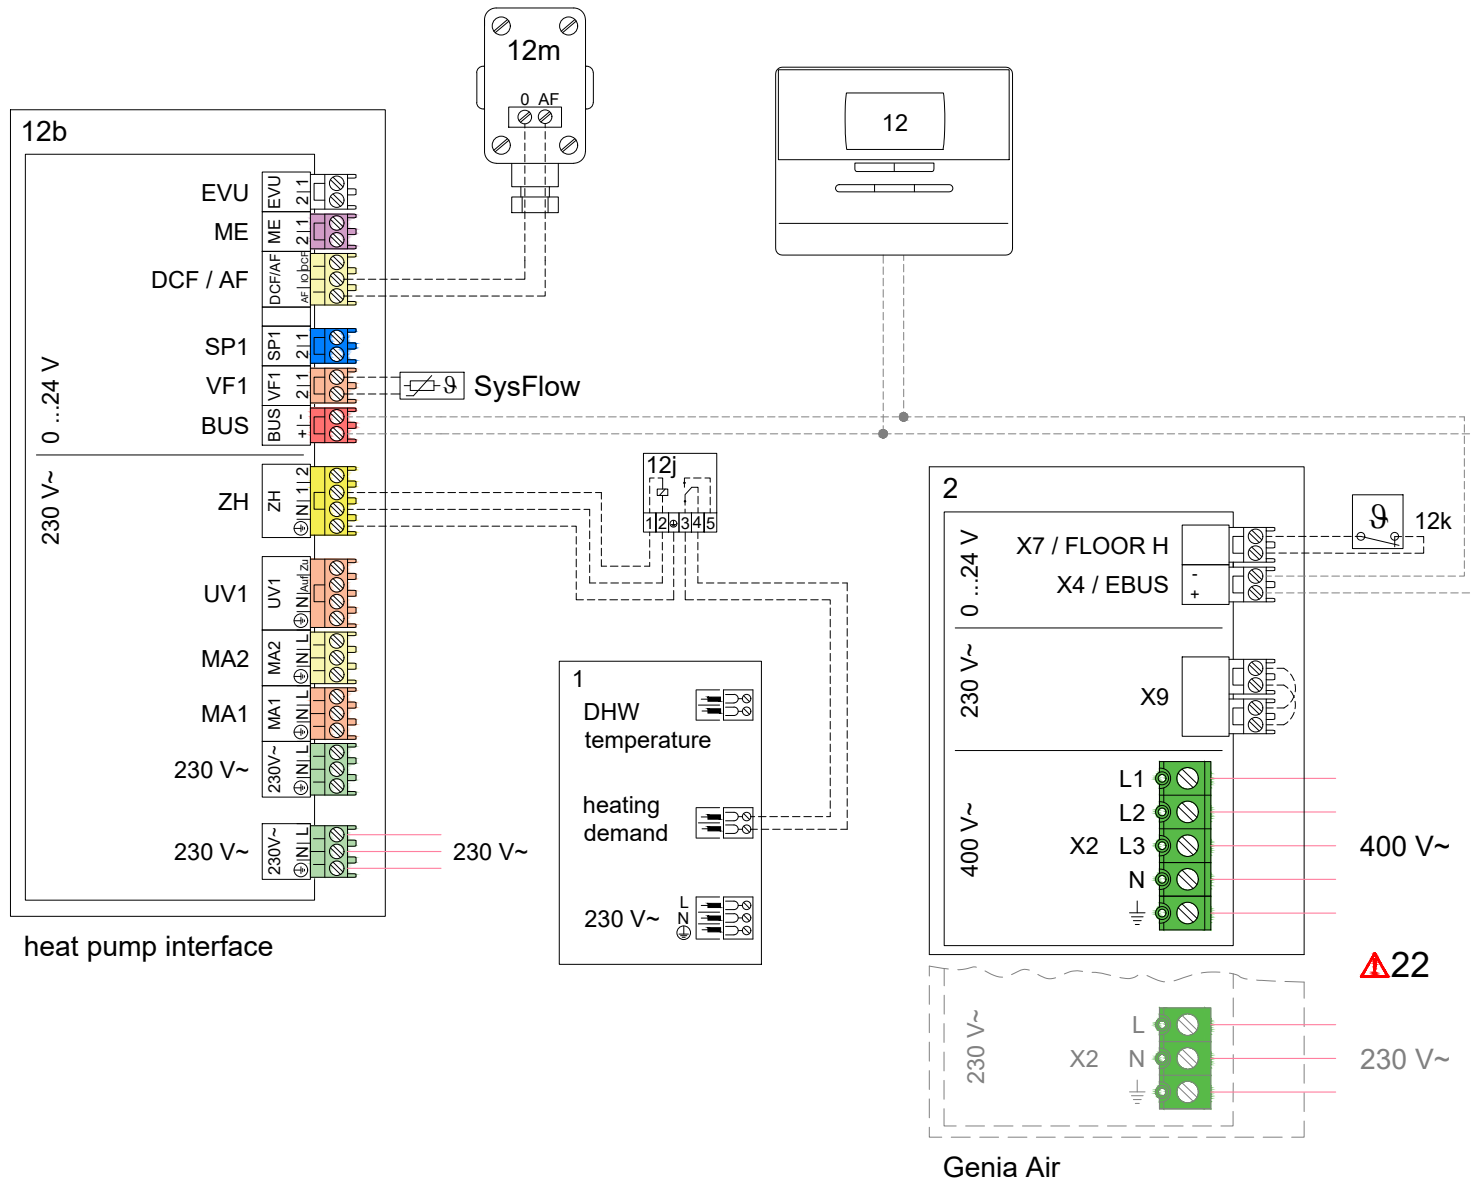 12m
0 AF
12
12b
0 ...24 V
230 V~
EVU
EVU
2|1
ME
ME
2|1
DCF / AF
DCF/AF
AF | IO DCF
SP1
SP1
2|1
VF1
VF1
2|1
SysFlow
BUS
BUS
+ -
ZH
ZH
N | 1 | 2
UV1
UV1
N |Auf| Zu
MA2
MA2
N| L
MA1
MA1
N| L
230 V~
230V~
N| L
230 V~
230V~
N| L
230 V~
heat pump interface
12j
1 2 3 4 5
1
DHW
temperature
heating
demand
230 V~
L
N
2
0 ...24 V
X7 / FLOOR H
X4 / EBUS
-
+
ϑ
12k
230 V~
X9
400 V~
X2
L1
L2
L3
N
400 V~
22
230 V~
X2
L
N
230 V~
Genia Air